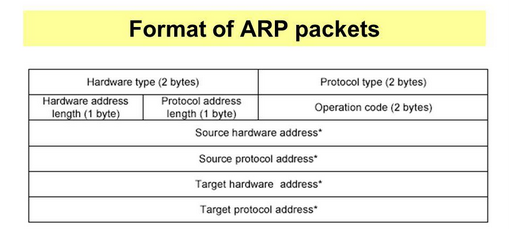 Format of ARP packets
Hardware type (2 bytes)
Protocol type (2 bytes)
Hardware address
length (1 byte)
Protocol address
length (1 byte)
Operation code (2 bytes)
Source hardware address*
Source protocol address*
Target hardware address*
Target protocol address*